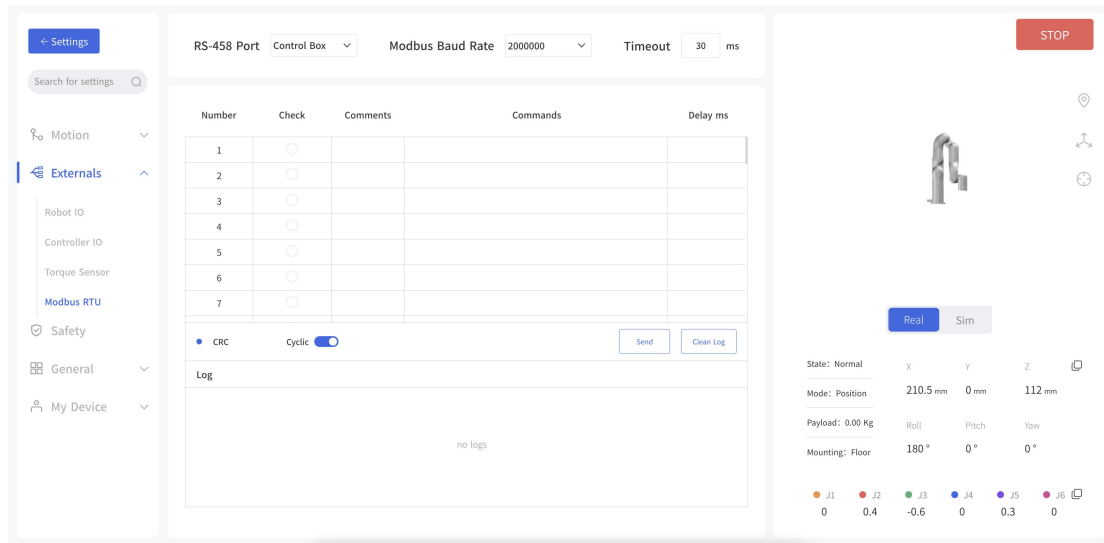 ← Settings
Search for settings
Motion
Externals
Robot IO
Controller IO
Torque Sensor
Modbus RTU
Safety
General
My Device
RS-458 Port Control Box Modbus Baud Rate 2000000 Timeout 30 ms
Number Check Comments Commands Delay ms
1
2
3
4
5
6
7
CRC Cyclic Send Clean Log
Log
no logs
STOP
Real Sim
State: Normal
Mode: Position
Payload: 0.00 Kg
Mounting: Floor
X Y Z
210.5 mm 0 mm 112 mm
Roll Pitch Yaw
180 ° 0 ° 0 °
J1 J2 J3 J4 J5 J6
0 0.4 -0.6 0 0.3 0